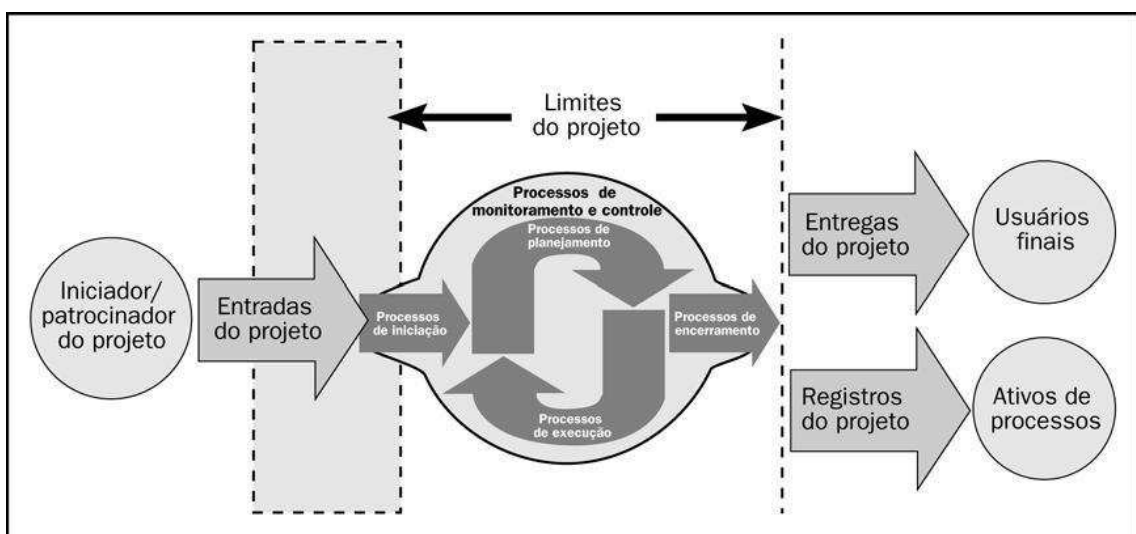 Limites
do projeto
Processos de
monitoramento e controle
Processos de
planejamento
Iniciador/
patrocinador
do projeto
Entradas
do projeto
Processos
de iniciação
Processos de
encerramento
Processos
de execução
Entregas
do projeto
Usuários
finais
Registros
do projeto
Ativos de
processos